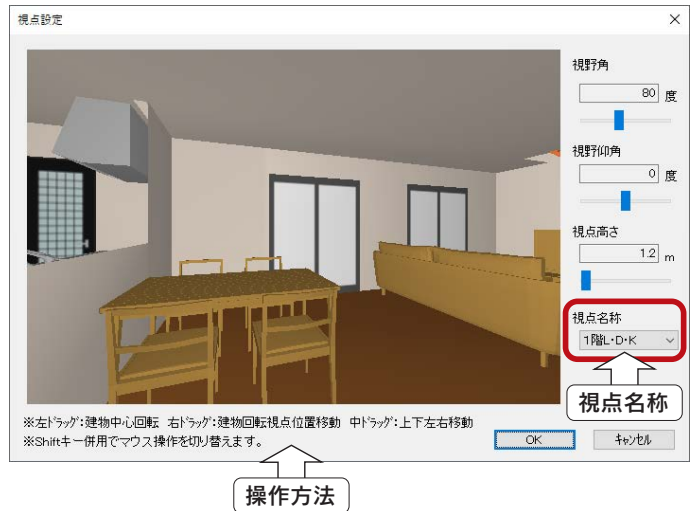 視点設定
視野角
80 度
視野仰角
0 度
視点高さ
1.2 m
視点名称
1階L・D・K
視点名称
※左ドラッグ:建物中心回転 右ドラッグ:建物回転視点位置移動 中ドラッグ:上下左右移動
※Shiftキー併用でマウス操作を切り替えます。
OK キャンセル
操作方法